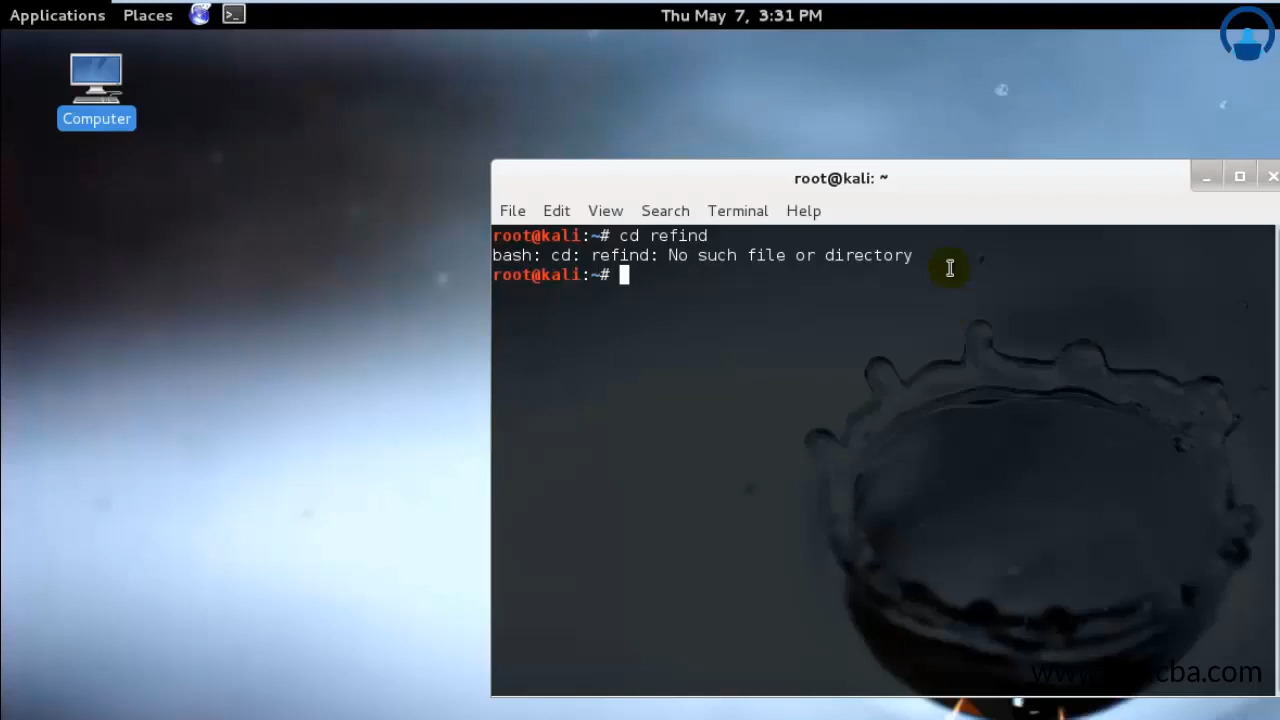 Applications Places Thu May 7, 3:31 PM
Computer
root@kali: ~
File Edit View Search Terminal Help
root@kali:~# cd refind
bash: cd: refind: No such file or directory
root@kali:~#